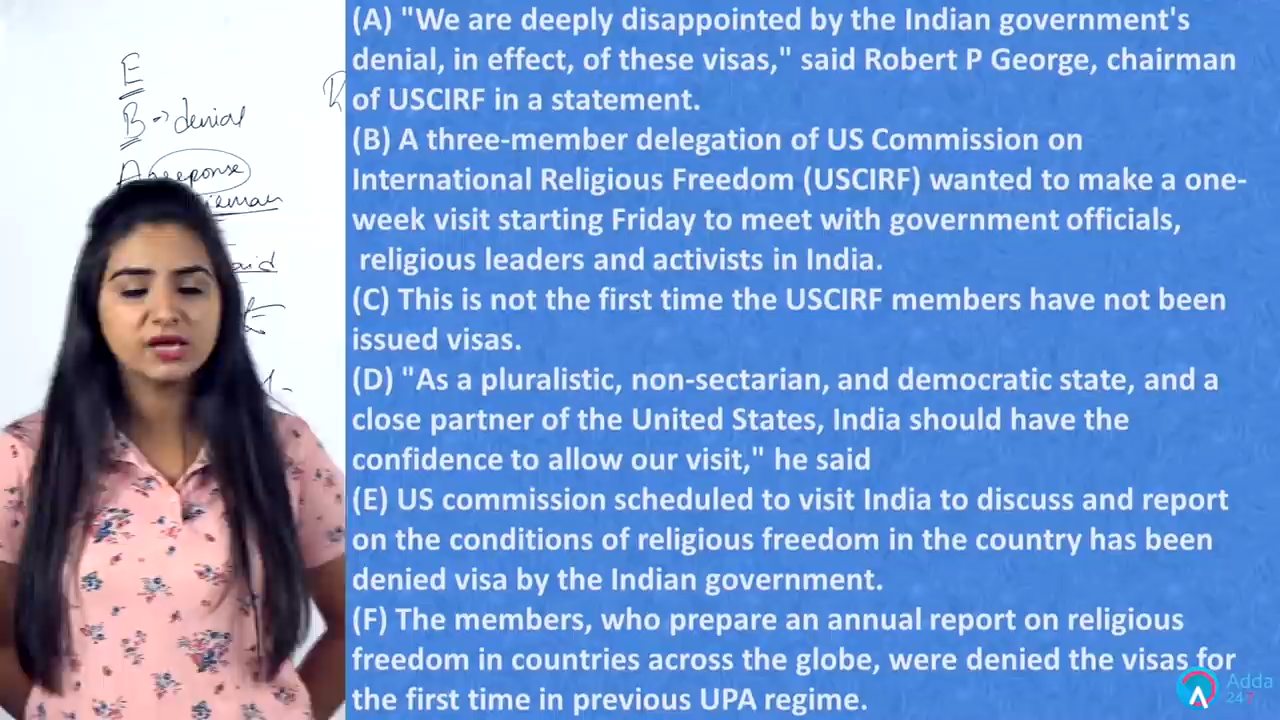 E
B → denial
A
(A) "We are deeply disappointed by the Indian government's
denial, in effect, of these visas," said Robert P George, chairman
of USCIRF in a statement.
(B) A three-member delegation of US Commission on
International Religious Freedom (USCIRF) wanted to make a one-
week visit starting Friday to meet with government officials,
religious leaders and activists in India.
(C) This is not the first time the USCIRF members have not been
issued visas.
(D) "As a pluralistic, non-sectarian, and democratic state, and a
close partner of the United States, India should have the
confidence to allow our visit," he said
(E) US commission scheduled to visit India to discuss and report
on the conditions of religious freedom in the country has been
denied visa by the Indian government.
(F) The members, who prepare an annual report on religious
freedom in countries across the globe, were denied the visas for
the first time in previous UPA regime.
Adda
247